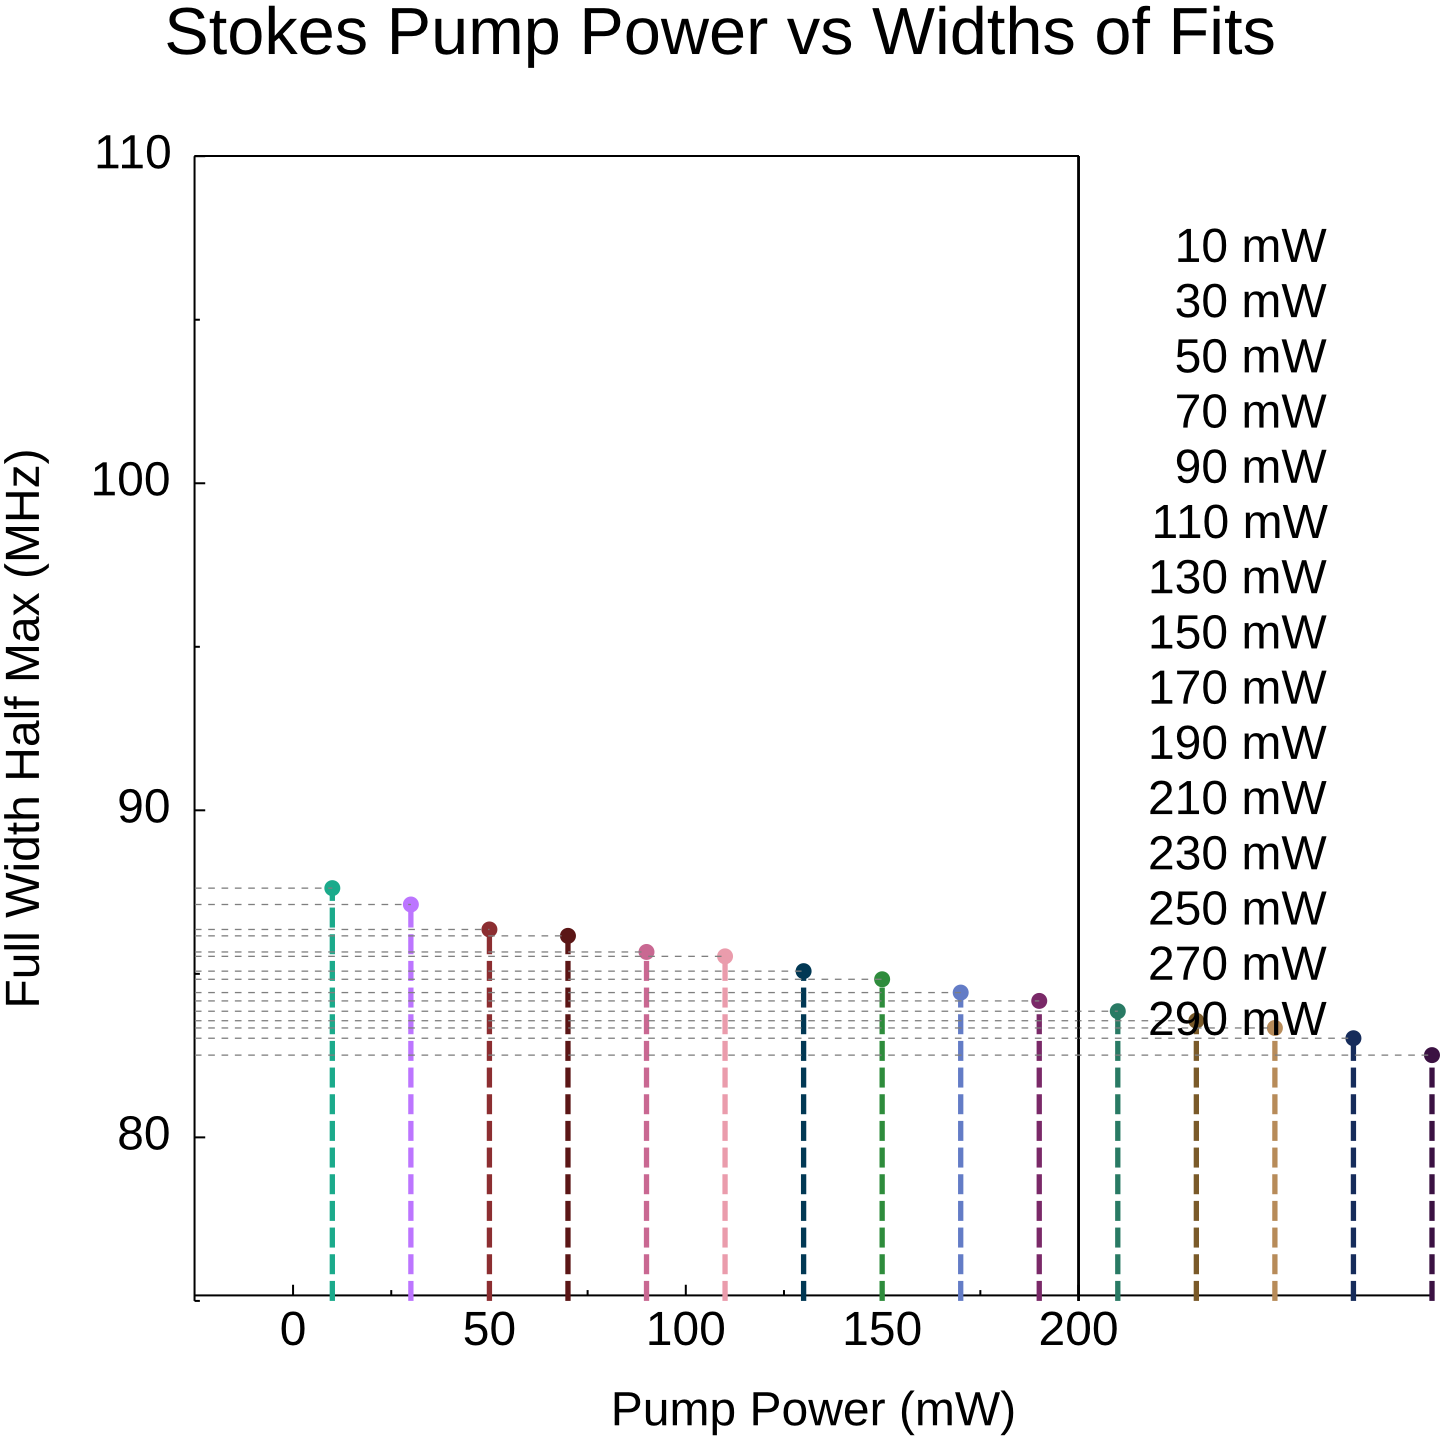 Stokes Pump Power vs Widths of Fits
110
100
90
80
Full Width Half Max (MHz)
10 mW
30 mW
50 mW
70 mW
90 mW
110 mW
130 mW
150 mW
170 mW
190 mW
210 mW
230 mW
250 mW
270 mW
290 mW
0 50 100 150 200
Pump Power (mW)